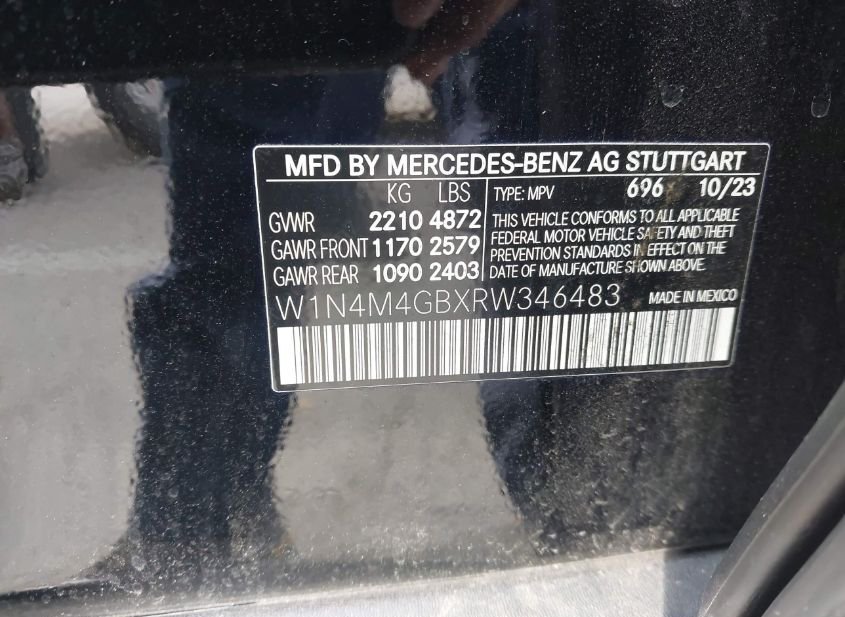 MFD BY MERCEDES-BENZ AG STUTTGART
KG LBS
GVWR 2210 4872
GAWR FRONT 1170 2579
GAWR REAR 1090 2403
TYPE: MPV 696 10/23
THIS VEHICLE CONFORMS TO ALL APPLICABLE
FEDERAL MOTOR VEHICLE SAFETY AND THEFT
PREVENTION STANDARDS IN EFFECT ON THE
DATE OF MANUFACTURE SHOWN ABOVE.
W1N4M4GBXRW346483 MADE IN MEXICO